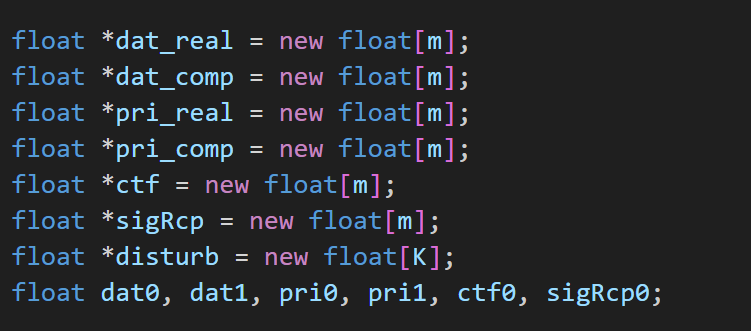 float *dat_real = new float[m];
float *dat_comp = new float[m];
float *pri_real = new float[m];
float *pri_comp = new float[m];
float *ctf = new float[m];
float *sigRcp = new float[m];
float *disturb = new float[K];
float dat0, dat1, pri0, pri1, ctf0, sigRcp0;